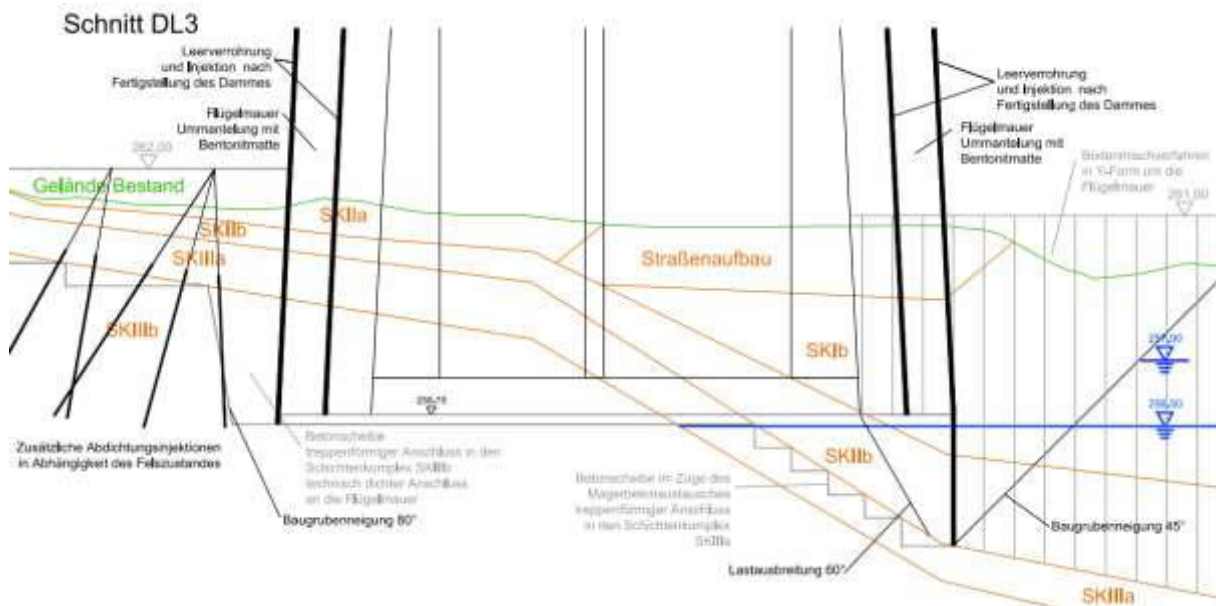 Schnitt DL3
Leerverrohrung
und Injektion nach
Fertigstellung des Dammes
Flügelmauer
Ummantelung mit
Bentonitmatte
262,00
Gelände Bestand
SKIIa
SKIIb
SKIIIa
SKIIIb
Zusätzliche Abdichtungsinjektionen
in Abhängigkeit des Felszustandes
Baugrubenneigung 80°
Betonscheibe
treppenförmiger Anschluss in den
Schichtenkomplex SKIIIb
technisch dichter Anschluss
an die Flügelmauer
Straßenaufbau
SKIb
SKIIb
Betonscheibe im Zuge des
Magerbetonaustausches
treppenförmiger Anschluss
in den Schichtenkomplex
SKIIIa
Lastausbreitung 60°
Leerverrohrung
und Injektion nach
Fertigstellung des Dammes
Flügelmauer
Ummantelung mit
Bentonitmatte
in Y-Form um die
Flügelmauer
261,00
Baugrubenneigung 45°
SKIIIa